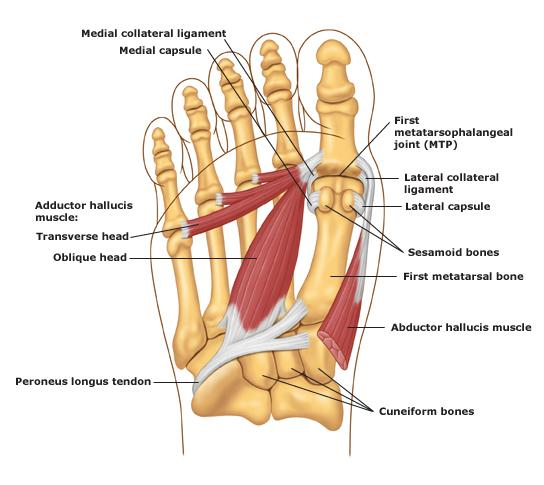 Medial collateral ligament
Medial capsule
First
metatarsophalangeal
joint (MTP)
Lateral collateral
ligament
Lateral capsule
Adductor hallucis
muscle:
Transverse head
Oblique head
Sesamoid bones
First metatarsal bone
Abductor hallucis muscle
Peroneus longus tendon
Cuneiform bones